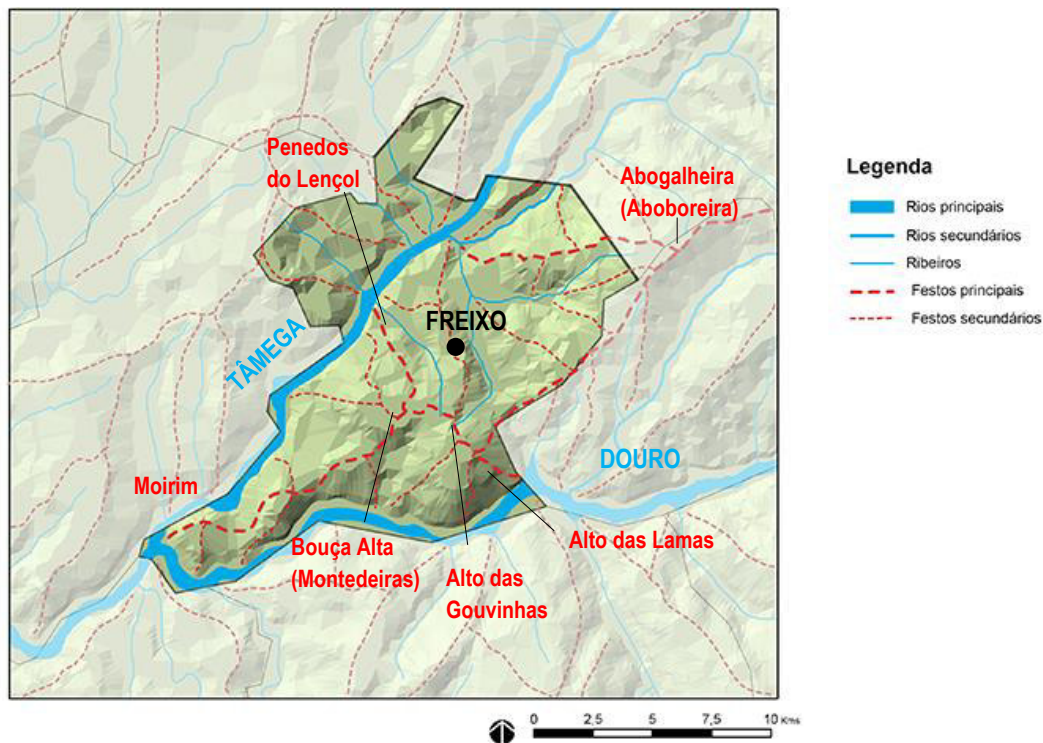 Penedos
do Lençol
Abogalheira
(Aboboreira)
FREIXO
TÂMEGA
DOURO
Moirim
Bouça Alta
(Montedeiras)
Alto das
Gouvinhas
Alto das Lamas
Legenda
Rios principais
Rios secundários
Ribeiros
Festos principais
Festos secundários
0 2,5 5 7,5 10 Kms